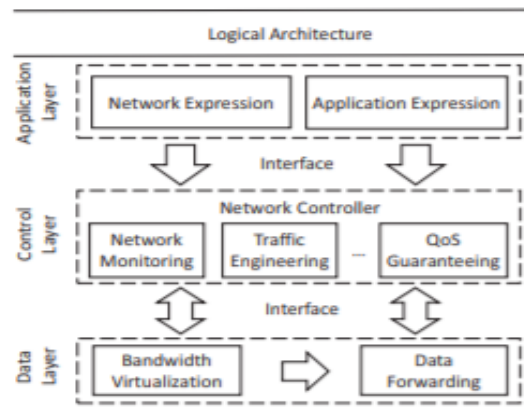 Logical Architecture
Application
Layer
Network Expression
Application Expression
Interface
Control
Layer
Network Controller
Network
Monitoring
Traffic
Engineering
...
QoS
Guaranteeing
Interface
Data
Layer
Bandwidth
Virtualization
Data
Forwarding